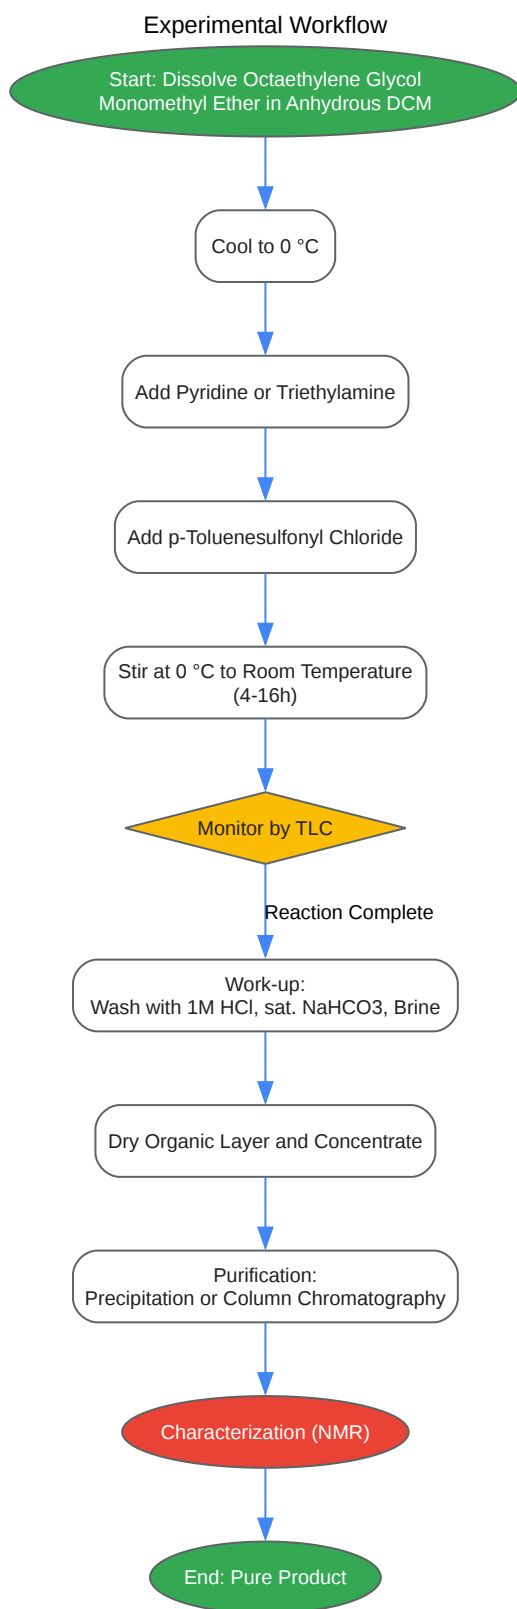 Experimental Workflow
Start: Dissolve Octaethylene Glycol
Monomethyl Ether in Anhydrous DCM
Cool to 0 °C
Add Pyridine or Triethylamine
Add p-Toluenesulfonyl Chloride
Stir at 0 °C to Room Temperature
(4-16h)
Monitor by TLC
Reaction Complete
Work-up:
Wash with 1M HCl, sat. NaHCO3, Brine
Dry Organic Layer and Concentrate
Purification:
Precipitation or Column Chromatography
Characterization (NMR)
End: Pure Product